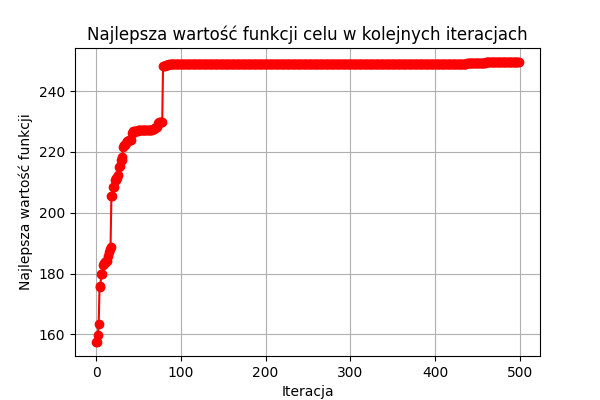 Najlepsza wartość funkcji celu w kolejnych iteracjach
Najlepsza wartość funkcji
240
220
200
180
160
0 100 200 300 400 500
Iteracja